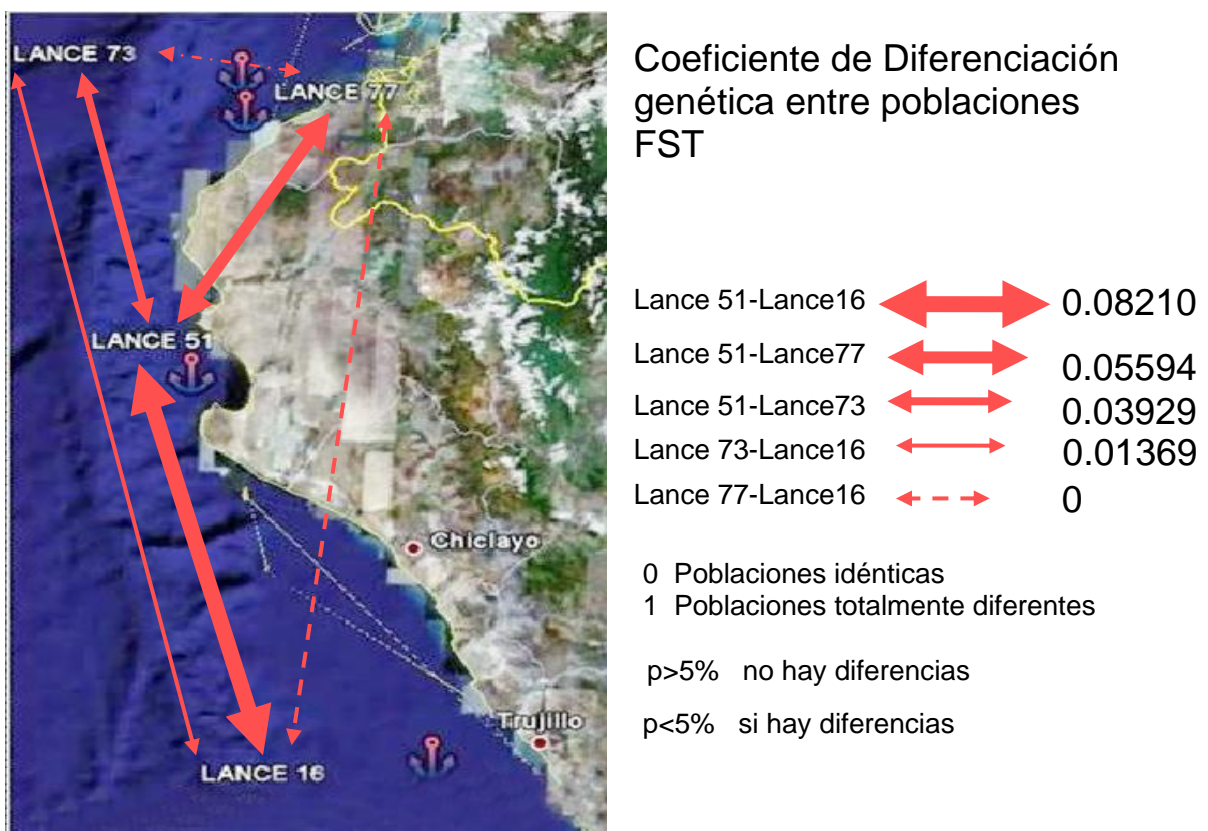 LANCE 73
LANCE 77
LANCE 51
Chiclayo
Trujillo
LANCE 16
Coeficiente de Diferenciación
genética entre poblaciones
FST
Lance 51-Lance16 0.08210
Lance 51-Lance77 0.05594
Lance 51-Lance73 0.03929
Lance 73-Lance16 0.01369
Lance 77-Lance16 0
0 Poblaciones idénticas
1 Poblaciones totalmente diferentes
p>5% no hay diferencias
p<5% si hay diferencias